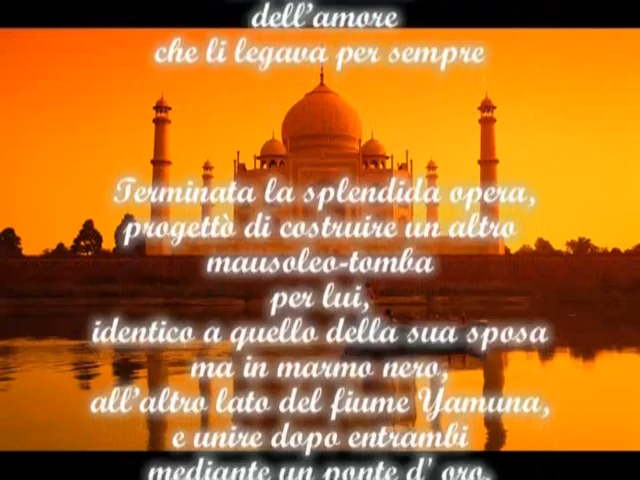 dell'amore
che li legava per sempre
Terminata la splendida opera,
progettò di costruire un altro
mausoleo-tomba
per lui,
identico a quello della sua sposa
ma in marmo nero,
all'altro lato del fiume Yamuna,
e unire dopo entrambi
mediante un ponte d' oro.